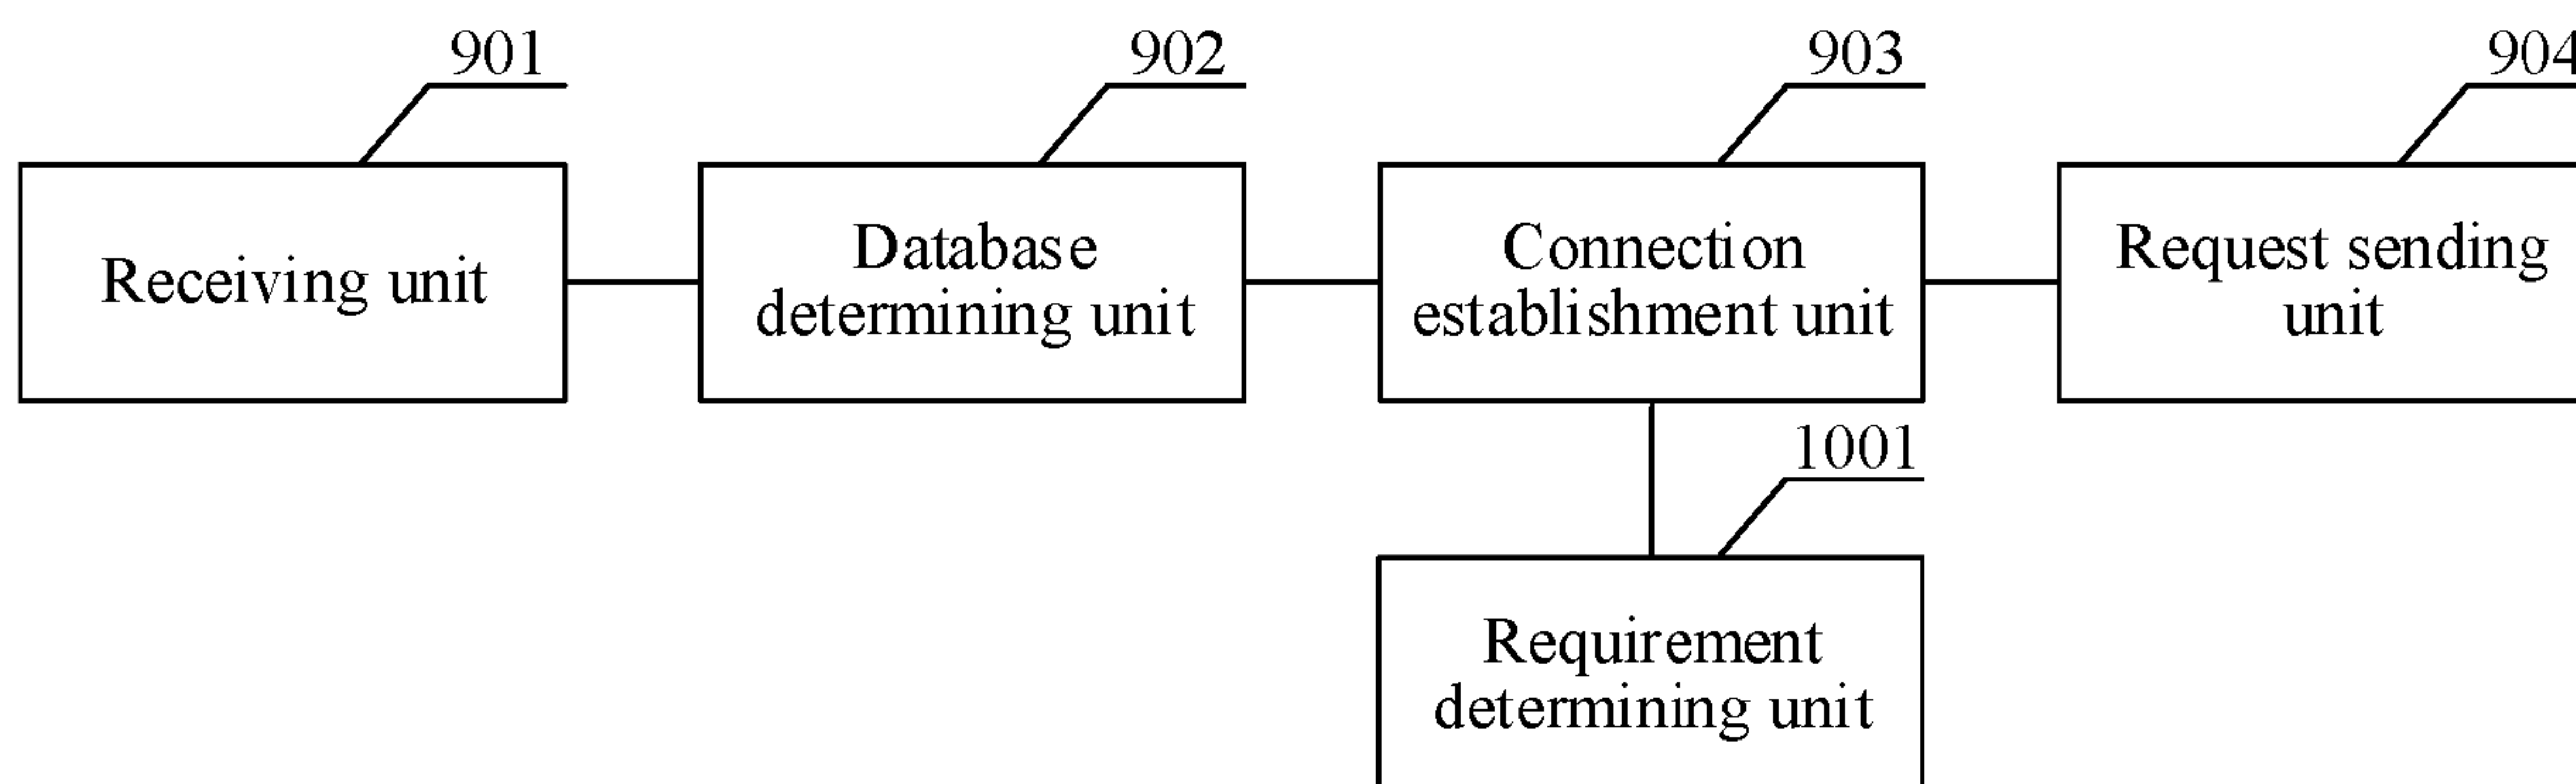 901
902
903
904
Receiving unit
Database
determining unit
Connection
establishment unit
Request sending
unit
1001
Requirement
determining unit